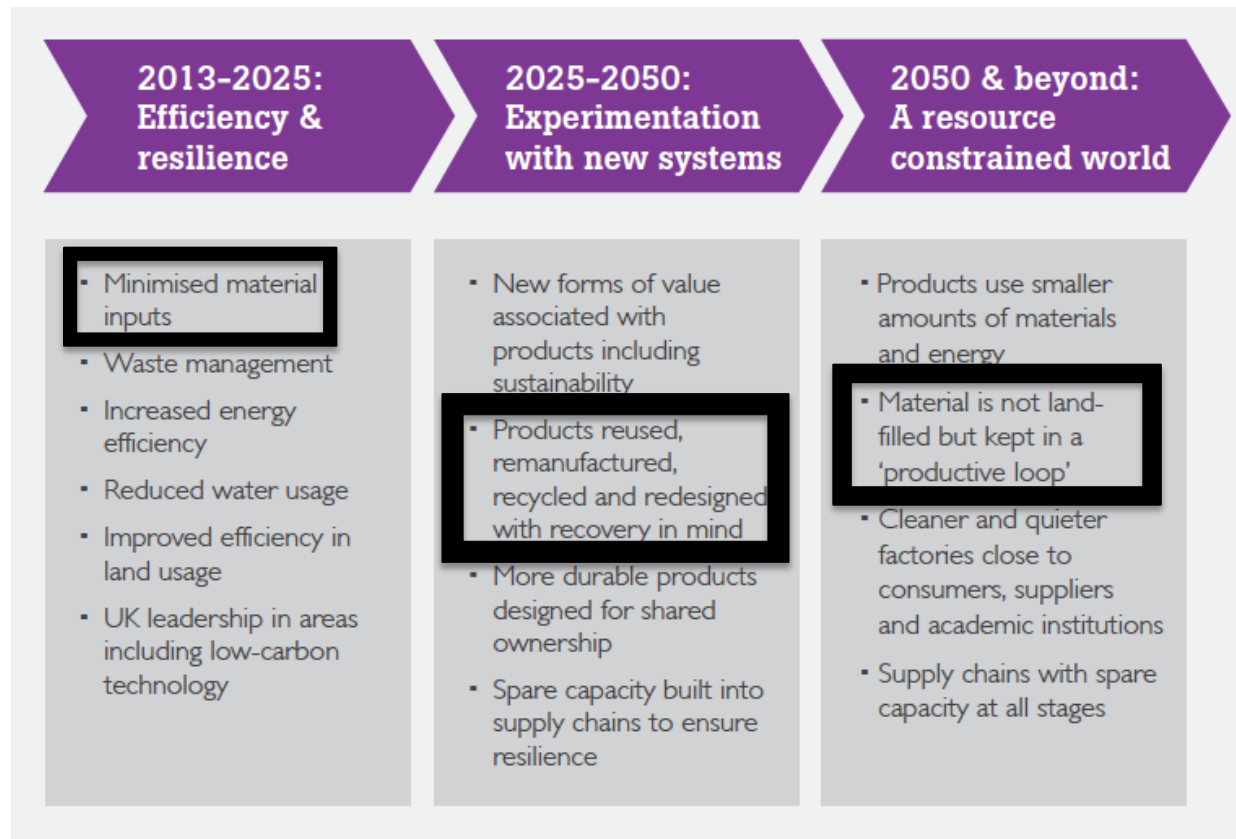 2013–2025:
Efficiency &
resilience
2025–2050:
Experimentation
with new systems
2050 & beyond:
A resource
constrained world
▪ Minimised material
inputs
▪ Waste management
▪ Increased energy
efficiency
▪ Reduced water usage
▪ Improved efficiency in
land usage
▪ UK leadership in areas
including low-carbon
technology
▪ New forms of value
associated with
products including
sustainability
▪ Products reused,
remanufactured,
recycled and redesigned
with recovery in mind
▪ More durable products
designed for shared
ownership
▪ Spare capacity built into
supply chains to ensure
resilience
▪ Products use smaller
amounts of materials
and energy
▪ Material is not land-
filled but kept in a
‘productive loop’
▪ Cleaner and quieter
factories close to
consumers, suppliers
and academic institutions
▪ Supply chains with spare
capacity at all stages